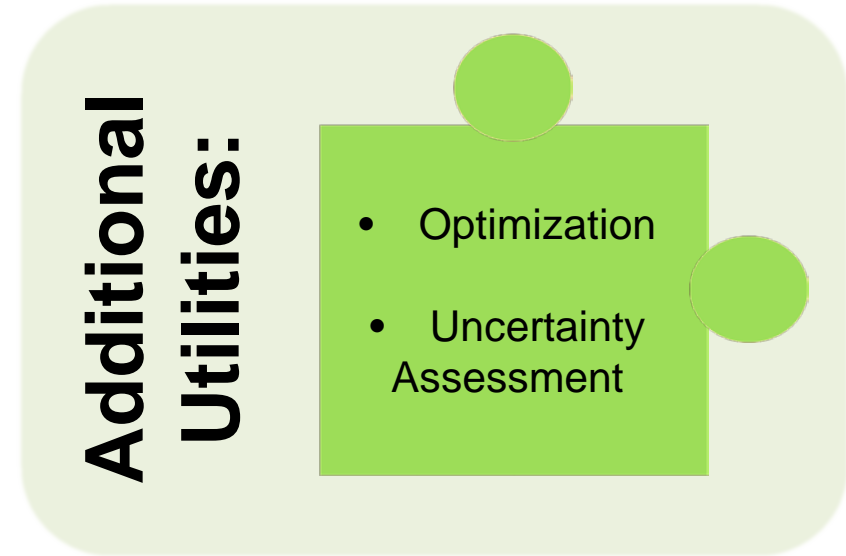 Additional
Utilities:
• Optimization
• Uncertainty
Assessment